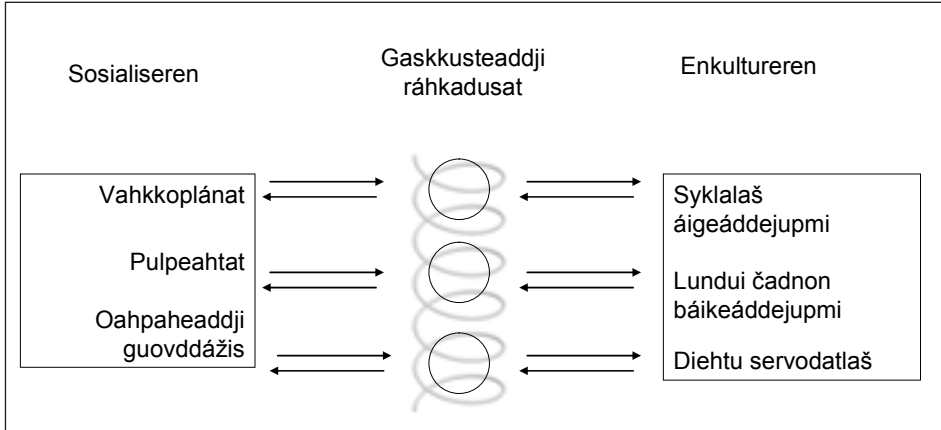 Sosialiseren
Gaskkusteaddji
ráhkadusat
Enkultureren
Vahkkoplánat
Pulpeahtat
Oahpaheaddji
guovddážis
Syklalaš
áigeáddejupmi
Lundui čadnon
báikeáddejupmi
Diehtu servodatlaš